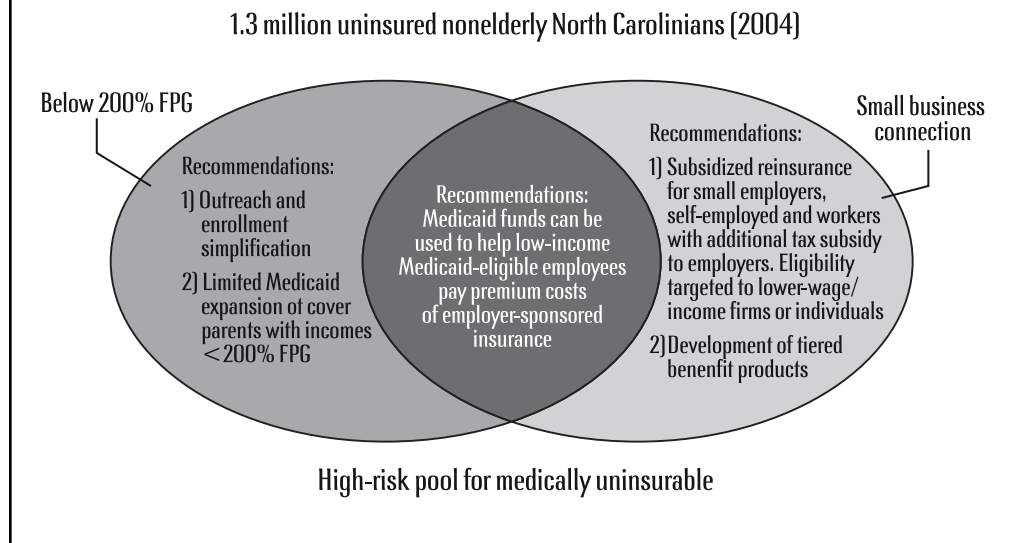 1.3 million uninsured nonelderly North Carolinians (2004)
Below 200% FPG
Recommendations:
1) Outreach and
enrollment
simplification
2) Limited Medicaid
expansion of cover
parents with incomes
<200% FPG
Recommendations:
Medicaid funds can be
used to help low-income
Medicaid-eligible employees
pay premium costs
of employer-sponsored
insurance
Small business
connection
Recommendations:
1) Subsidized reinsurance
for small employers,
self-employed and workers
with additional tax subsidy
to employers. Eligibility
targeted to lower-wage/
income firms or individuals
2)Development of tiered
benenfit products
High-risk pool for medically uninsurable